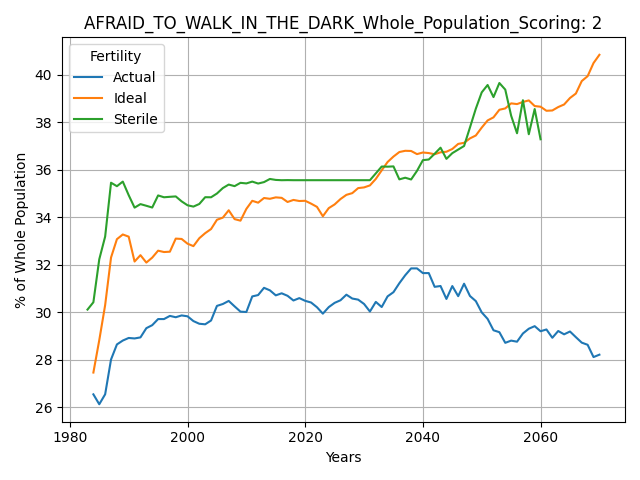 AFRAID_TO_WALK_IN_THE_DARK_Whole_Population_Scoring: 2
Fertility
Actual
Ideal
Sterile
% of Whole Population
40
38
36
34
32
30
28
26
1980
2000
2020
2040
2060
Years